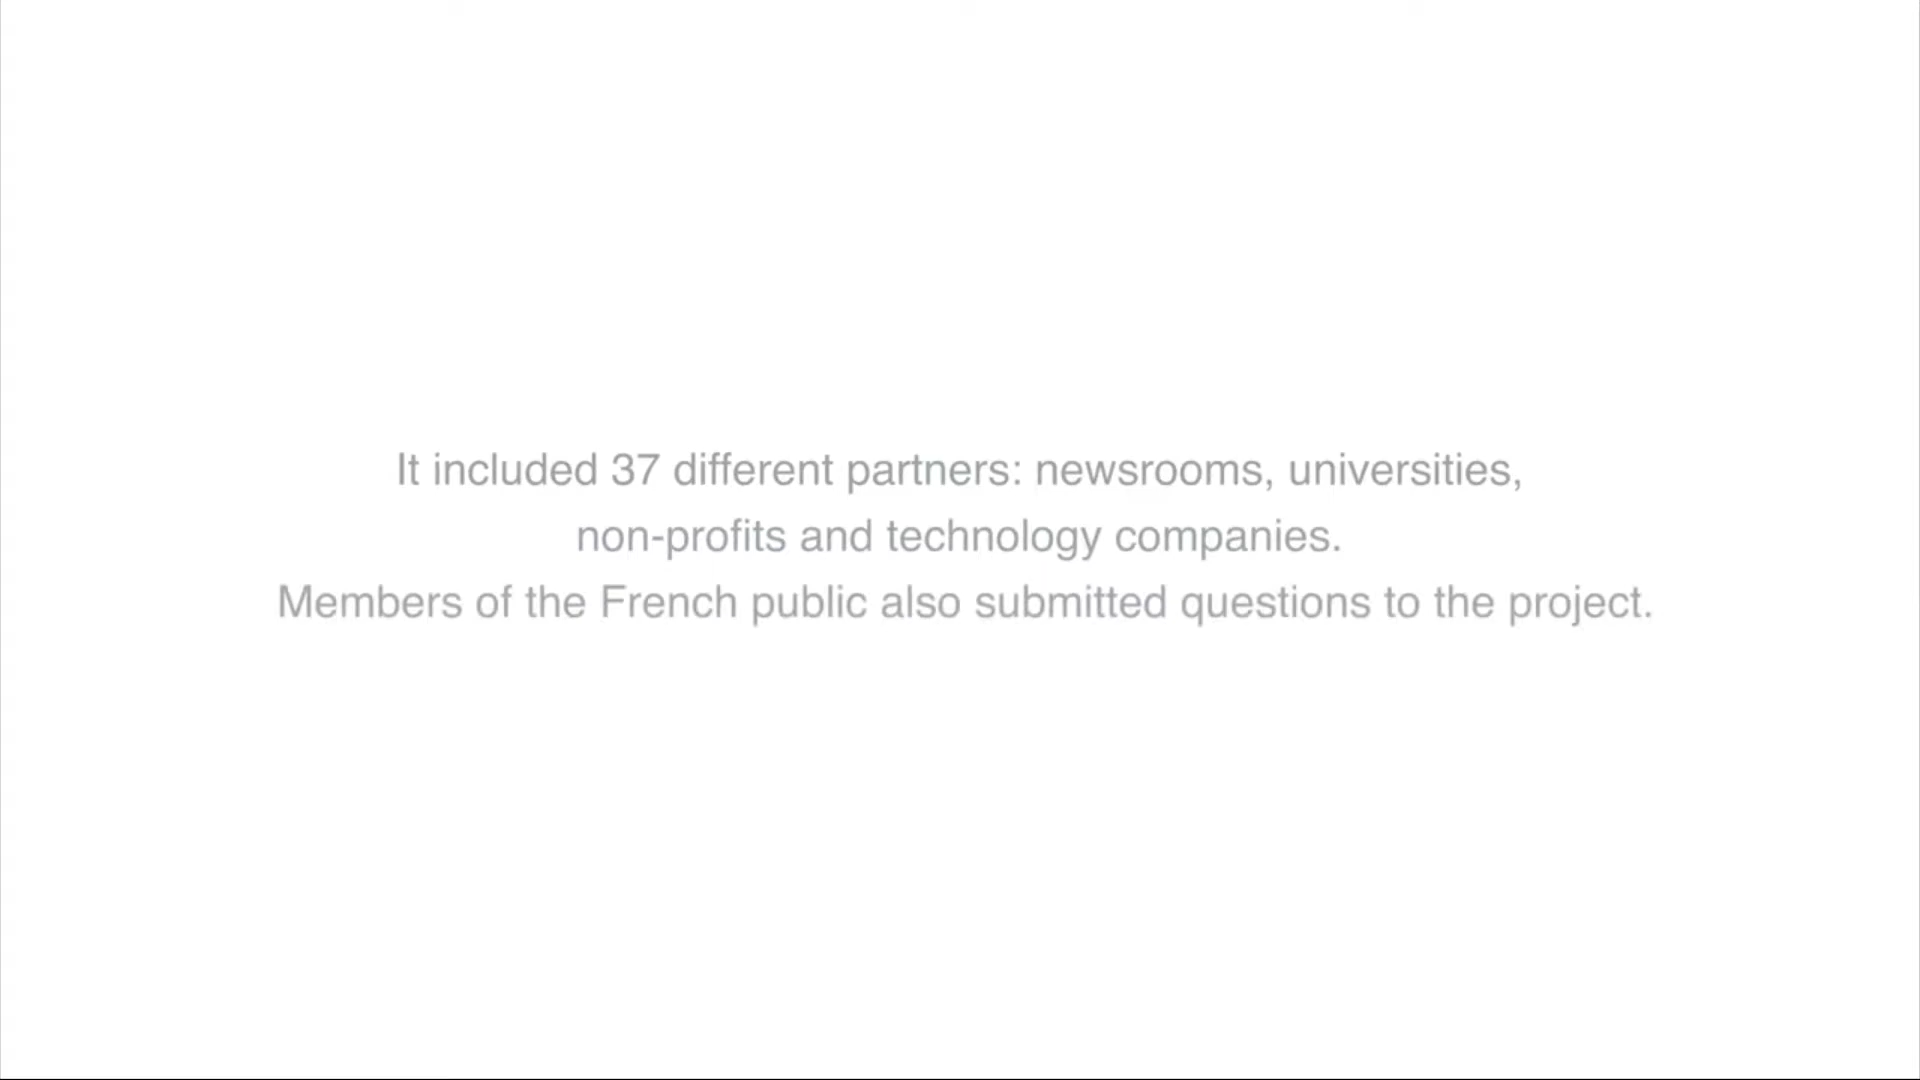 It included 37 different partners: newsrooms, universities,
non-profits and technology companies.
Members of the French public also submitted questions to the project.